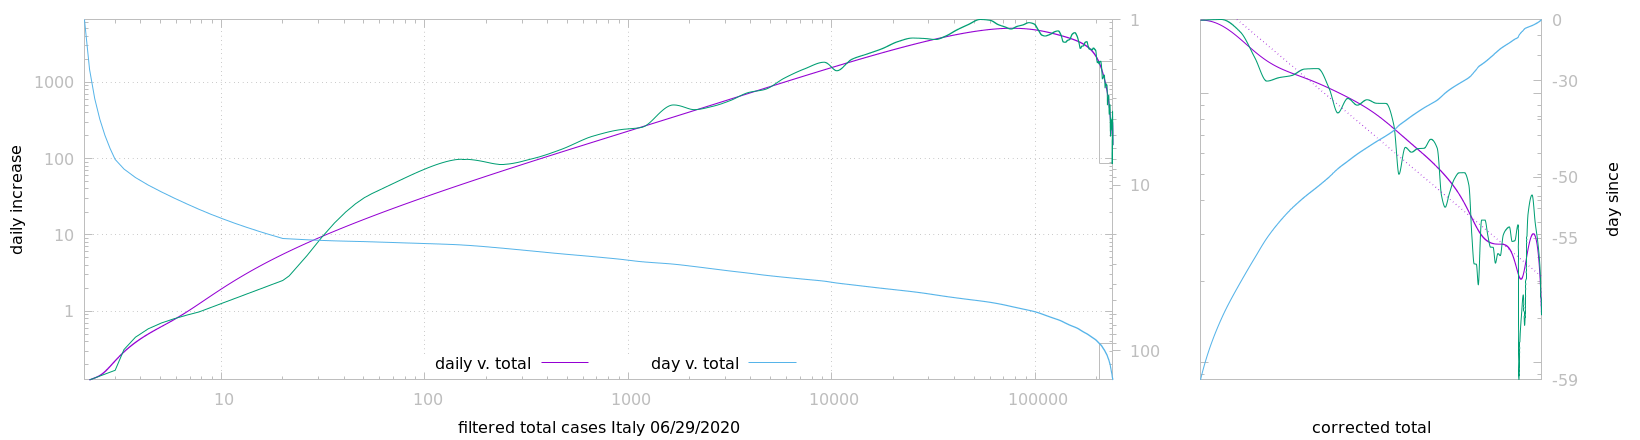 daily increase
1000
100
10
1
10
100
1000
10000
100000
1
10
100
daily v. total
day v. total
filtered total cases Italy 06/29/2020
0
-30
-50
-55
-59
day since
corrected total